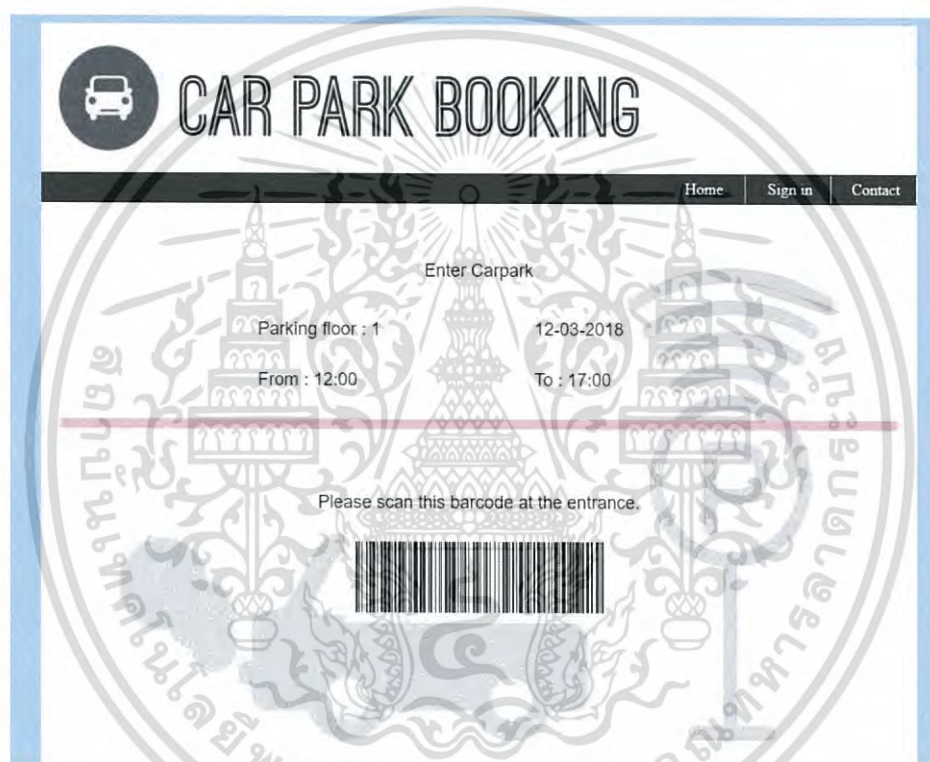 CAR PARK BOOKING
Home Sign in Contact
Enter Carpark
Parking floor : 1 12-03-2018
From : 12:00 To : 17:00
Please scan this barcode at the entrance.